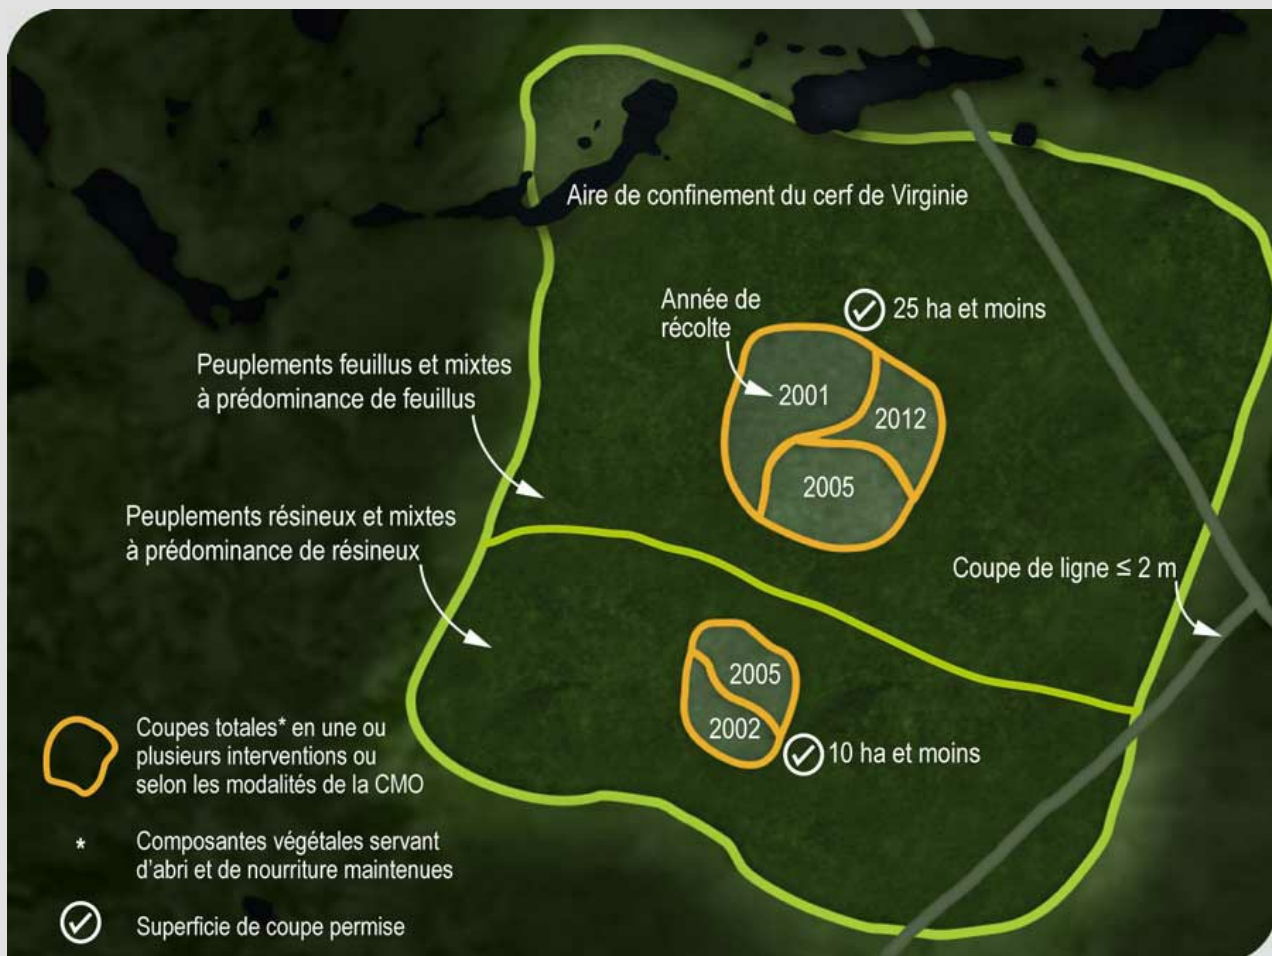 Aire de confinement du cerf de Virginie
Année de
récolte
25 ha et moins
2001
2012
2005
Peuplements feuillus et mixtes
à prédominance de feuillus
Peuplements résineux et mixtes
à prédominance de résineux
Coupe de ligne ≤ 2 m
2005
2002
10 ha et moins
Coupes totales* en une ou
plusieurs interventions ou
selon les modalités de la CMO
* Composantes végétales servant
d'abri et de nourriture maintenues
Superficie de coupe permise